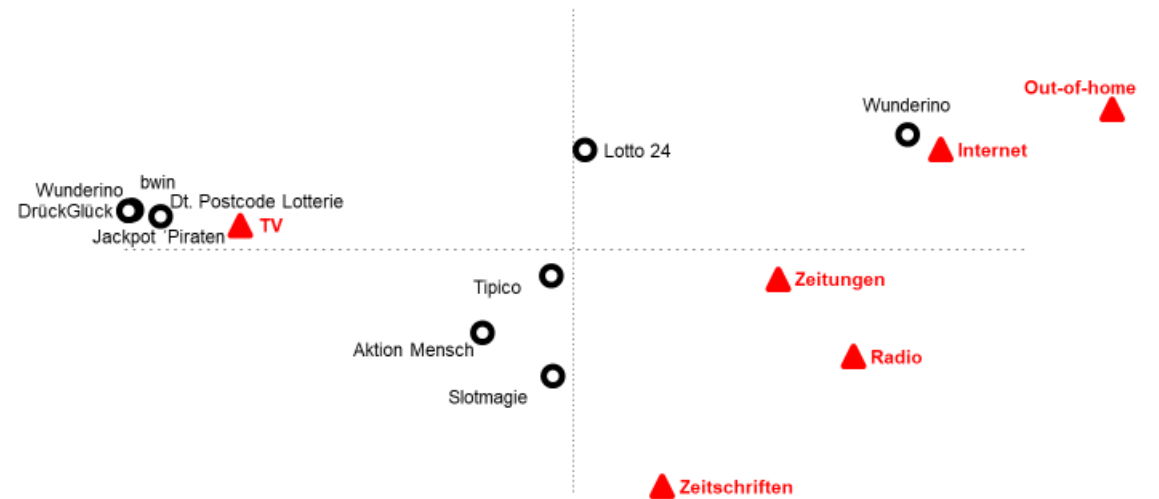 Out-of-home
Wunderino
Lotto 24
Internet
bwin
Wunderino
Dt. Postcode Lotterie
DrückGlück
TV
Jackpot Piraten
Tipico
Zeitungen
Aktion Mensch
Radio
Slotmagie
Zeitschriften